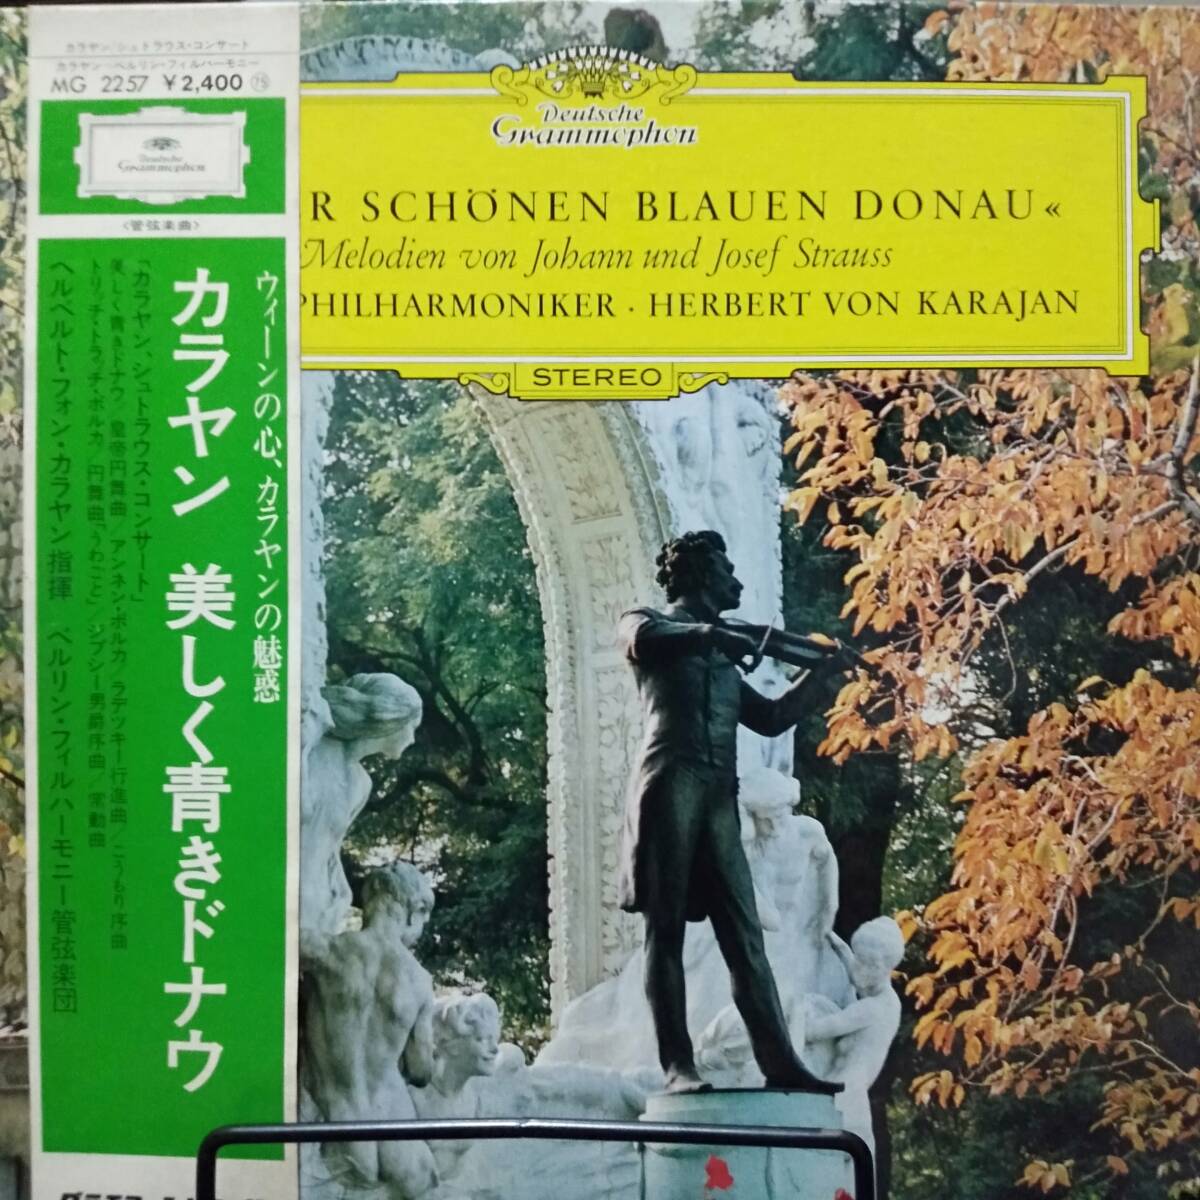 カラヤン/シュトラウス・コンサート
カラヤン=ベルリン・フィルハーモニー
MG 2257 ¥2,400 75
Deutsche
Grammophon
〈管弦楽曲〉
ウィーンの心、カラヤンの魅惑
カラヤン 美しく青きドナウ
「カラヤン、シュトラウス・コンサート」
美しく青きドナウ/皇帝円舞曲/アンネン・ポルカ/ラデツキー行進曲/こうもり序曲
トリッチ・トラッチ・ポルカ/円舞曲「うわごと」/ジプシー男爵序曲/常動曲
ヘルベルト・フォン・カラヤン指揮 ベルリン・フィルハーモニー管弦楽団
Deutsche
Grammophon
R SCHÖNEN BLAUEN DONAU«
Melodien von Johann und Josef Strauss
PHILHARMONIKER · HERBERT VON KARAJAN
STEREO